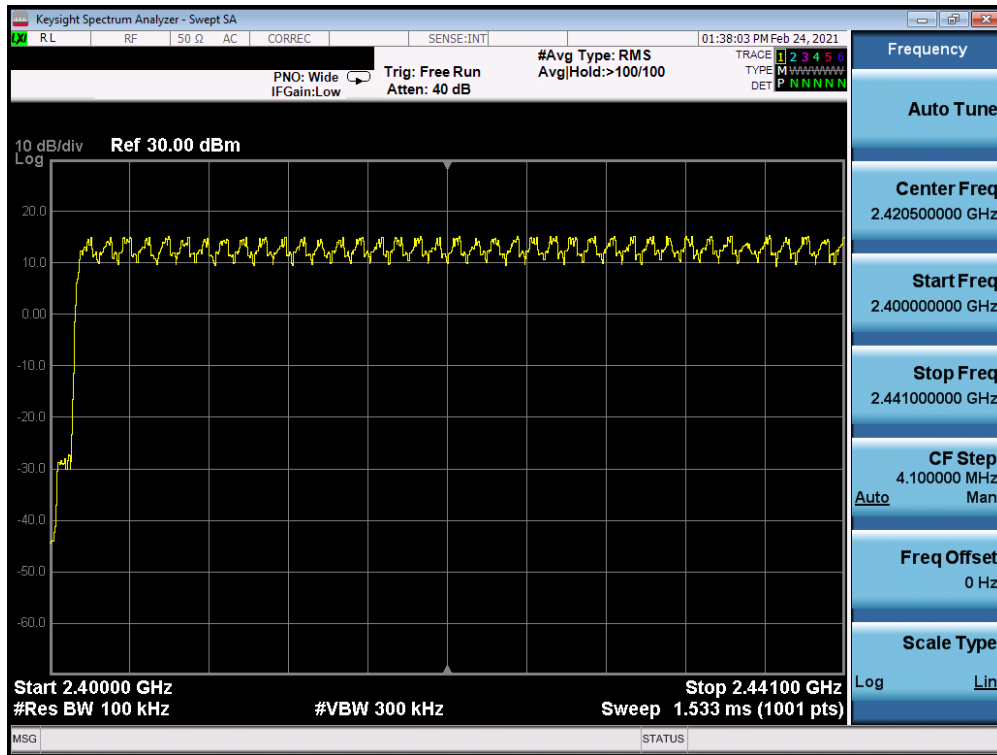 Keysight Spectrum Analyzer - Swept SA
LXI RL RF 50 Ω AC CORREC SENSE:INT 01:38:03 PM Feb 24, 2021
PNO: Wide Trig: Free Run #Avg Type: RMS TRACE 1 2 3 4 5 6
IFGain:Low Atten: 40 dB Avg|Hold:>100/100 TYPE M WWWWW
DET P N N N N N
10 dB/div Ref 30.00 dBm
Log
20.0
10.0
0.00
-10.0
-20.0
-30.0
-40.0
-50.0
-60.0
Start 2.40000 GHz Stop 2.44100 GHz
#Res BW 100 kHz #VBW 300 kHz Sweep 1.533 ms (1001 pts)
MSG STATUS
Frequency
Auto Tune
Center Freq
2.420500000 GHz
Start Freq
2.400000000 GHz
Stop Freq
2.441000000 GHz
CF Step
4.100000 MHz
Auto Man
Freq Offset
0 Hz
Scale Type
Log Lin